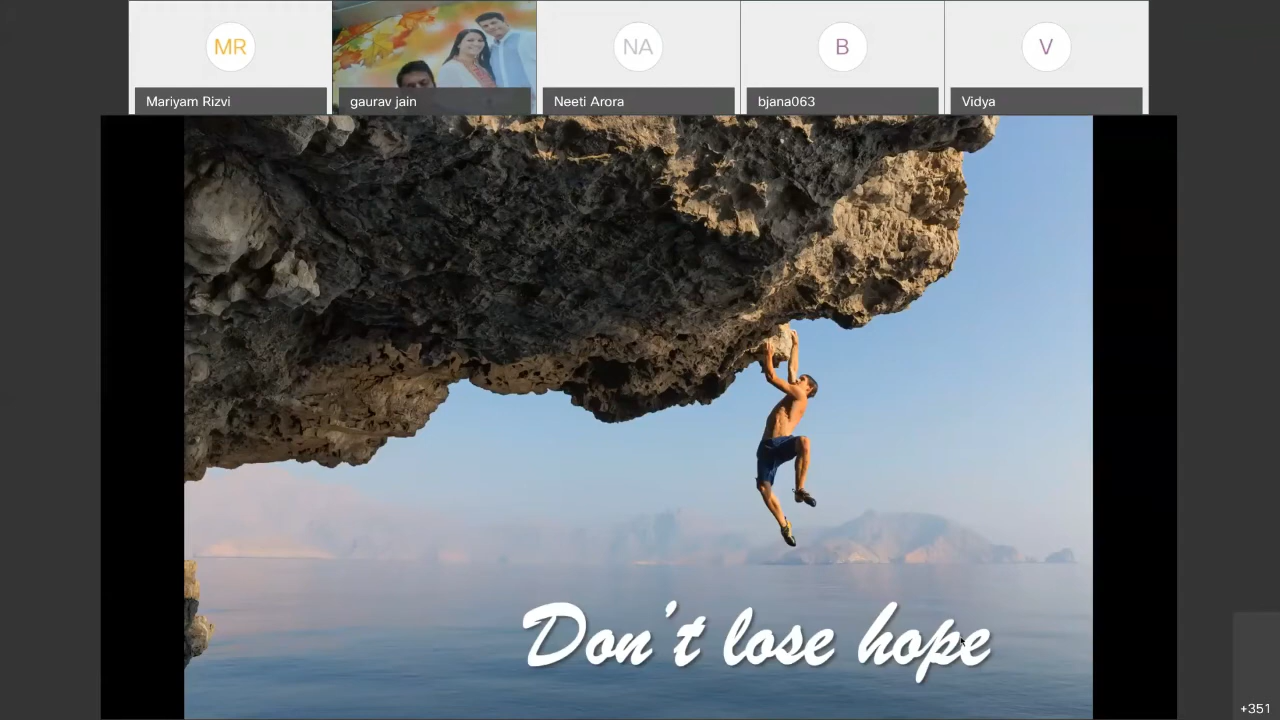 MR
NA
B
V
Mariyam Rizvi
gaurav jain
Neeti Arora
bjana063
Vidya
Don't lose hope
+351